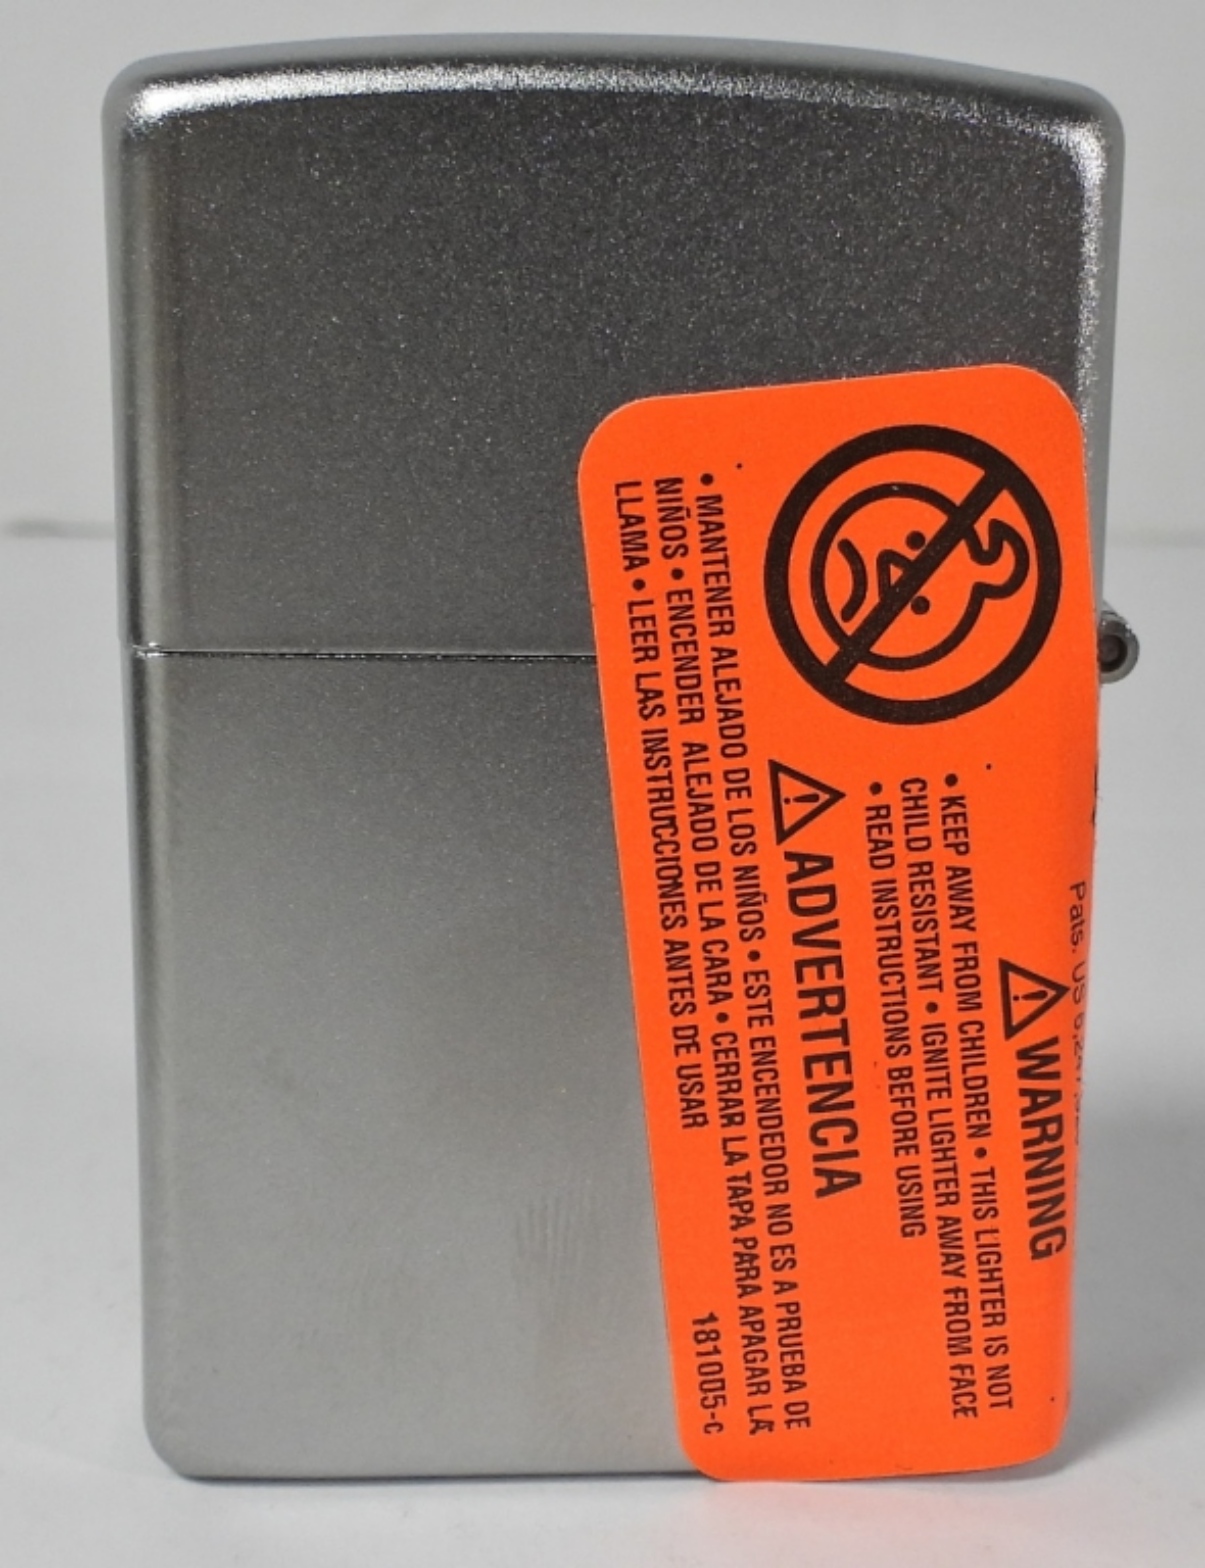 Pats. US
⚠ WARNING
• KEEP AWAY FROM CHILDREN • THIS LIGHTER IS NOT
CHILD RESISTANT • IGNITE LIGHTER AWAY FROM FACE
• READ INSTRUCTIONS BEFORE USING
⚠ ADVERTENCIA
• MANTENER ALEJADO DE LOS NIÑOS • ESTE ENCENDEDOR NO ES A PRUEBA DE
NIÑOS • ENCENDER ALEJADO DE LA CARA • CERRAR LA TAPA PARA APAGAR LA
LLAMA • LEER LAS INSTRUCCIONES ANTES DE USAR
181005-c